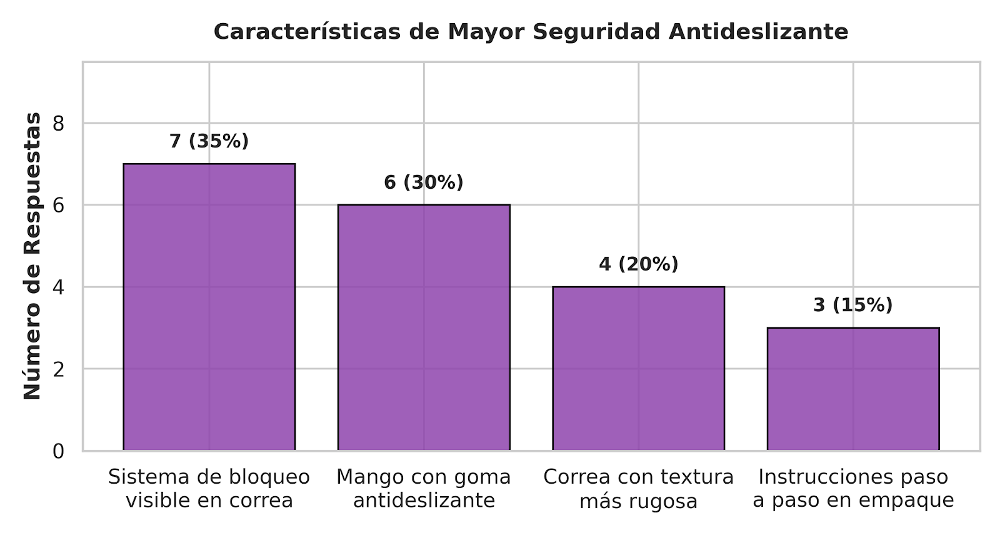 Características de Mayor Seguridad Antideslizante
Número de Respuestas
8
6
4
2
0
7 (35%)
6 (30%)
4 (20%)
3 (15%)
Sistema de bloqueo
visible en correa
Mango con goma
antideslizante
Correa con textura
más rugosa
Instrucciones paso
a paso en empaque